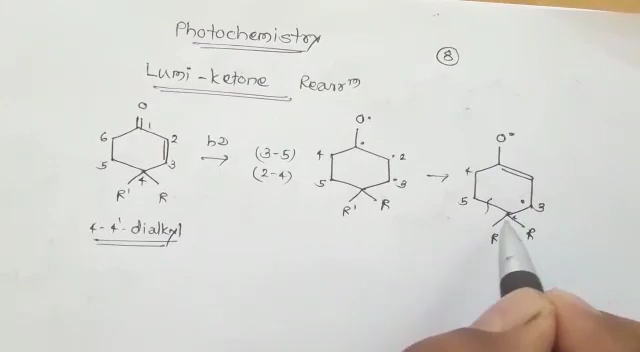 Photochemistry
8
Lumi-ketone Rearrm
O
1
6
2
5
3
4
R' R
4-4'-dialkyl
hν
(3-5)
(2-4)
O•
4
•2
5
•3
R' R
O•
4
5
3
R R